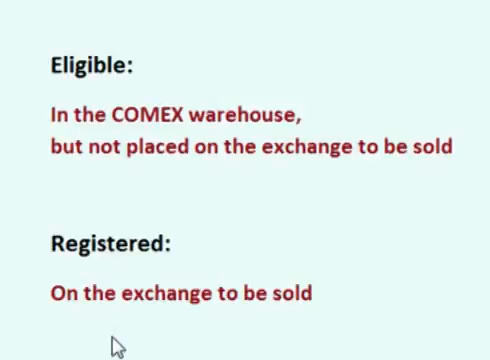 Eligible:
In the COMEX warehouse,
but not placed on the exchange to be sold
Registered:
On the exchange to be sold